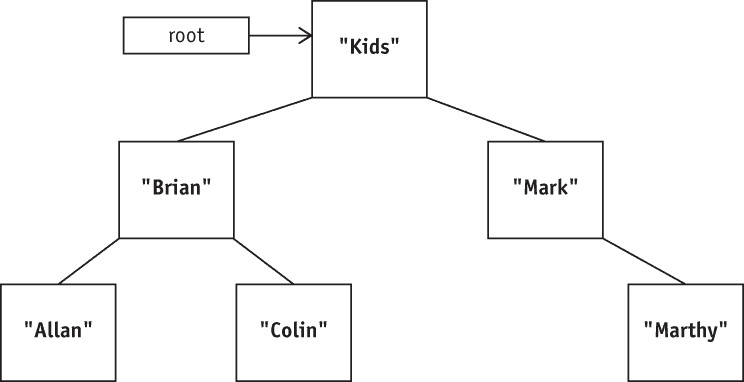 root
"Kids"
"Brian"
"Mark"
"Allan"
"Colin"
"Marthy"